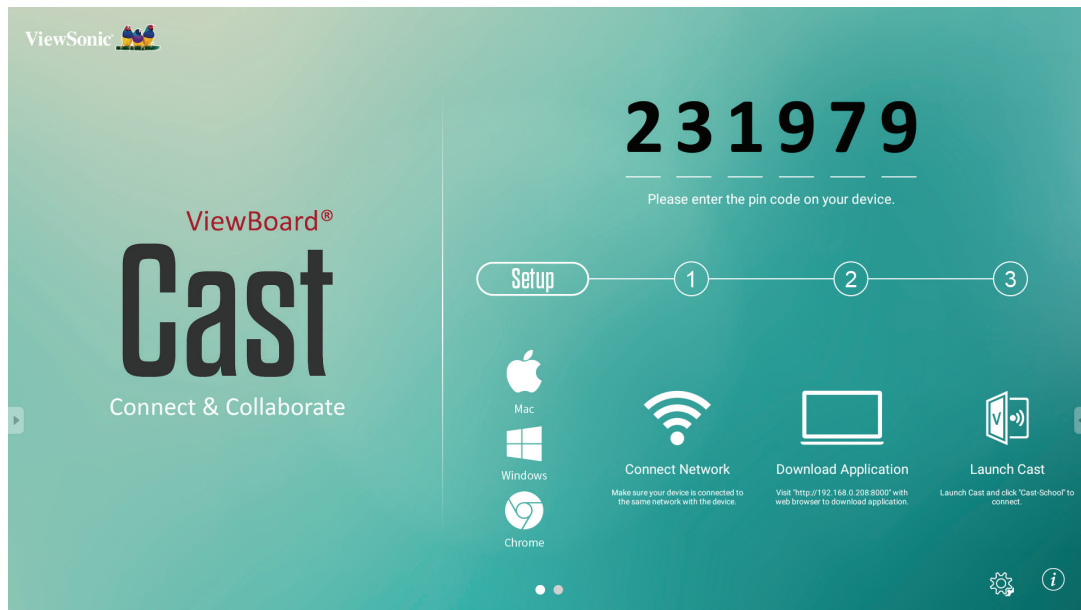 ViewSonic®
231979
Please enter the pin code on your device.
ViewBoard®
Cast
Connect & Collaborate
Setup
1
2
3
Mac
Windows
Chrome
Connect Network
Make sure your device is connected to
the same network with the device.
Download Application
Visit "http://192.168.0.208:8000" with
web browser to download application.
V
Launch Cast
Launch Cast and click "Cast-School" to
connect.
i